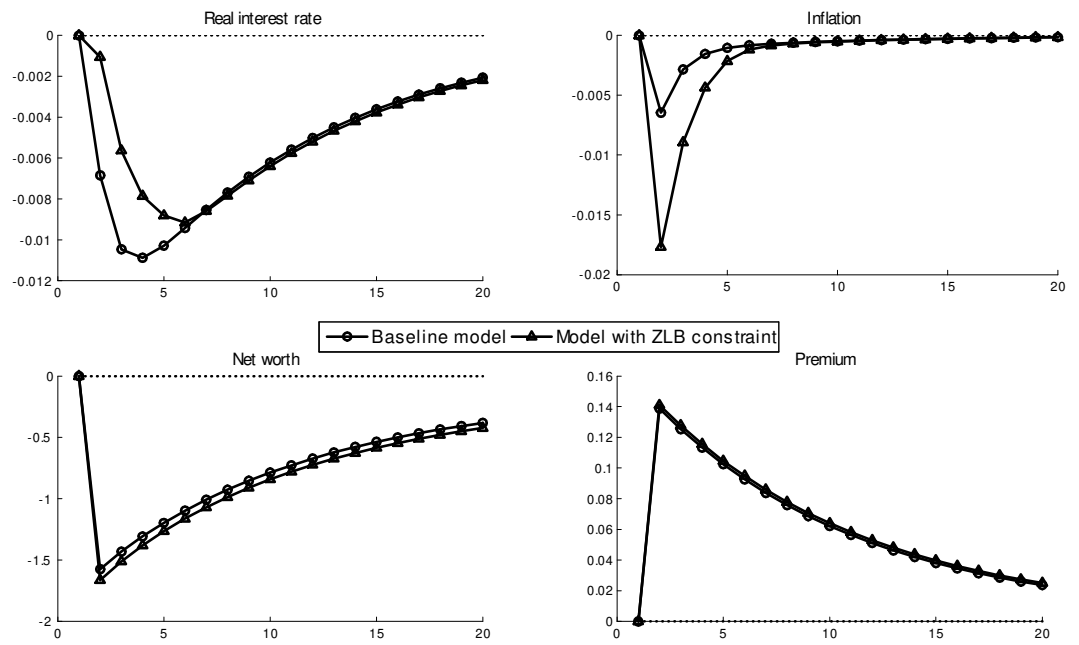 Real interest rate
0
-0.002
-0.004
-0.006
-0.008
-0.01
-0.012
0 5 10 15 20
Inflation
0
-0.005
-0.01
-0.015
-0.02
0 5 10 15 20
Baseline model Model with ZLB constraint
Net worth
0
-0.5
-1
-1.5
-2
0 5 10 15 20
Premium
0.16
0.14
0.12
0.1
0.08
0.06
0.04
0.02
0
0 5 10 15 20